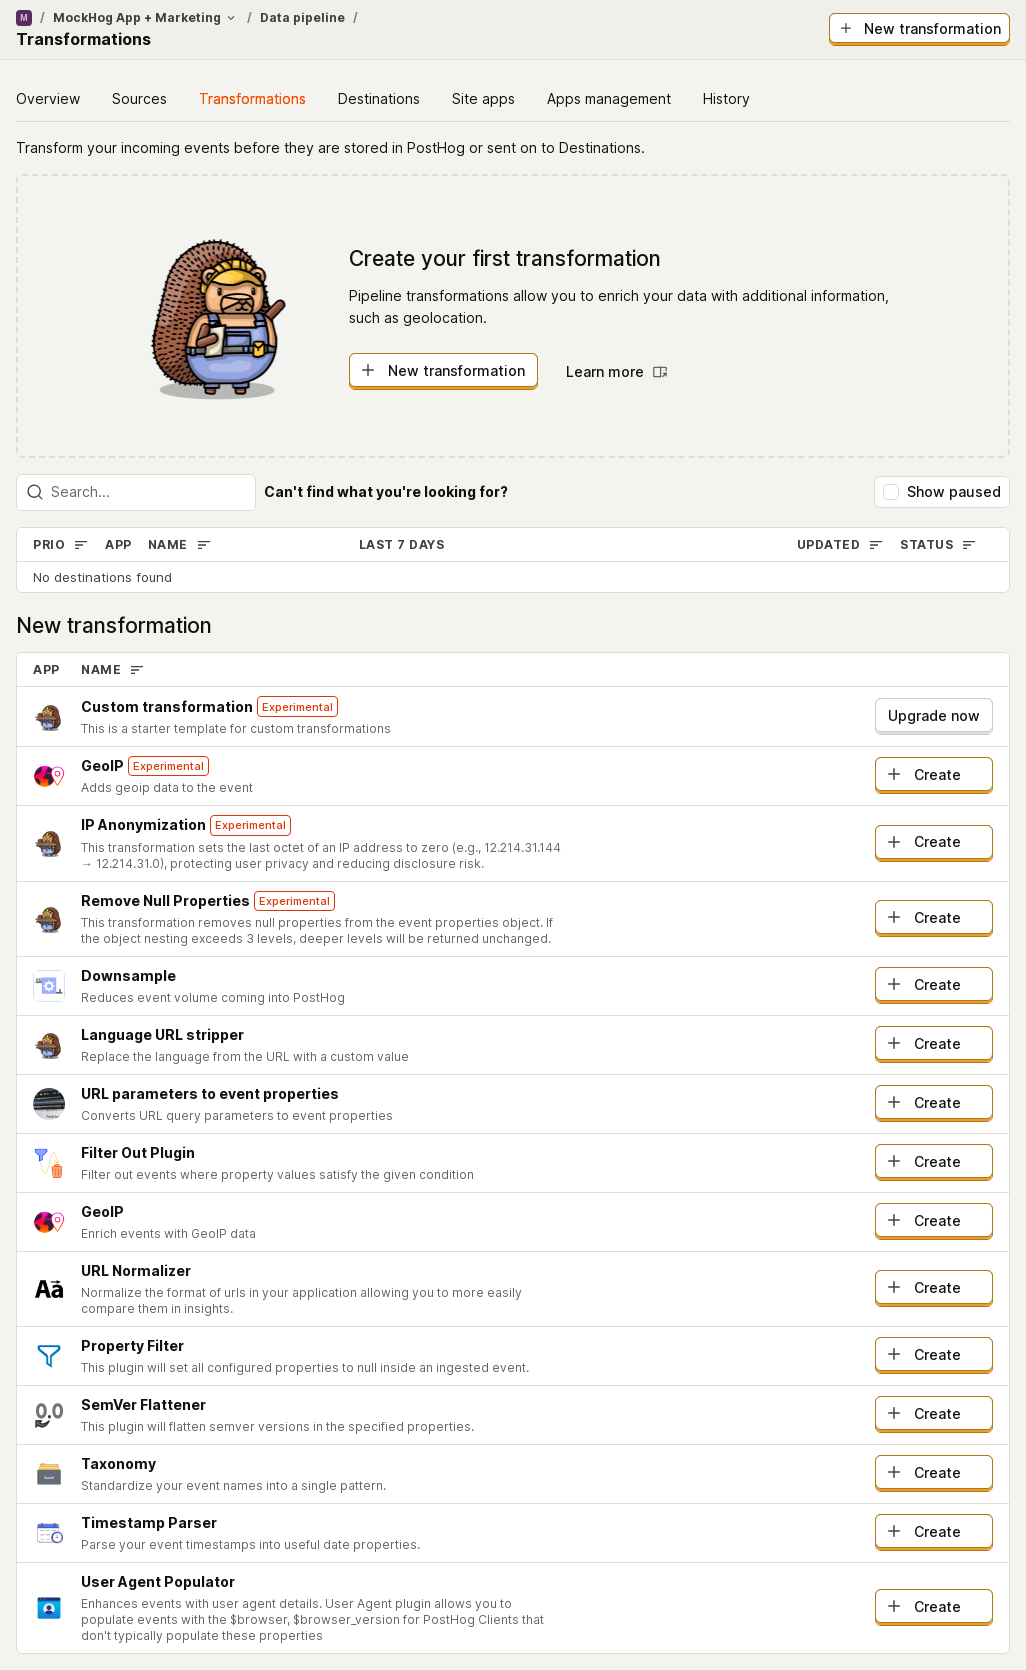 M / MockHog App + Marketing / Data pipeline /
Transformations
New transformation
Overview Sources Transformations Destinations Site apps Apps management History
Transform your incoming events before they are stored in PostHog or sent on to Destinations.
Create your first transformation
Pipeline transformations allow you to enrich your data with additional information,
such as geolocation.
New transformation Learn more
Search... Can't find what you're looking for? Show paused
PRIO APP NAME LAST 7 DAYS UPDATED STATUS
No destinations found
New transformation
APP NAME
Custom transformation Experimental
This is a starter template for custom transformations
Upgrade now
GeoIP Experimental
Adds geoip data to the event
Create
IP Anonymization Experimental
This transformation sets the last octet of an IP address to zero (e.g., 12.214.31.144
→ 12.214.31.0), protecting user privacy and reducing disclosure risk.
Create
Remove Null Properties Experimental
This transformation removes null properties from the event properties object. If
the object nesting exceeds 3 levels, deeper levels will be returned unchanged.
Create
Downsample
Reduces event volume coming into PostHog
Create
Language URL stripper
Replace the language from the URL with a custom value
Create
URL parameters to event properties
Converts URL query parameters to event properties
Create
Filter Out Plugin
Filter out events where property values satisfy the given condition
Create
GeoIP
Enrich events with GeoIP data
Create
Aa
URL Normalizer
Normalize the format of urls in your application allowing you to more easily
compare them in insights.
Create
Property Filter
This plugin will set all configured properties to null inside an ingested event.
Create
0.0
SemVer Flattener
This plugin will flatten semver versions in the specified properties.
Create
Taxonomy
Standardize your event names into a single pattern.
Create
Timestamp Parser
Parse your event timestamps into useful date properties.
Create
User Agent Populator
Enhances events with user agent details. User Agent plugin allows you to
populate events with the $browser, $browser_version for PostHog Clients that
don't typically populate these properties
Create